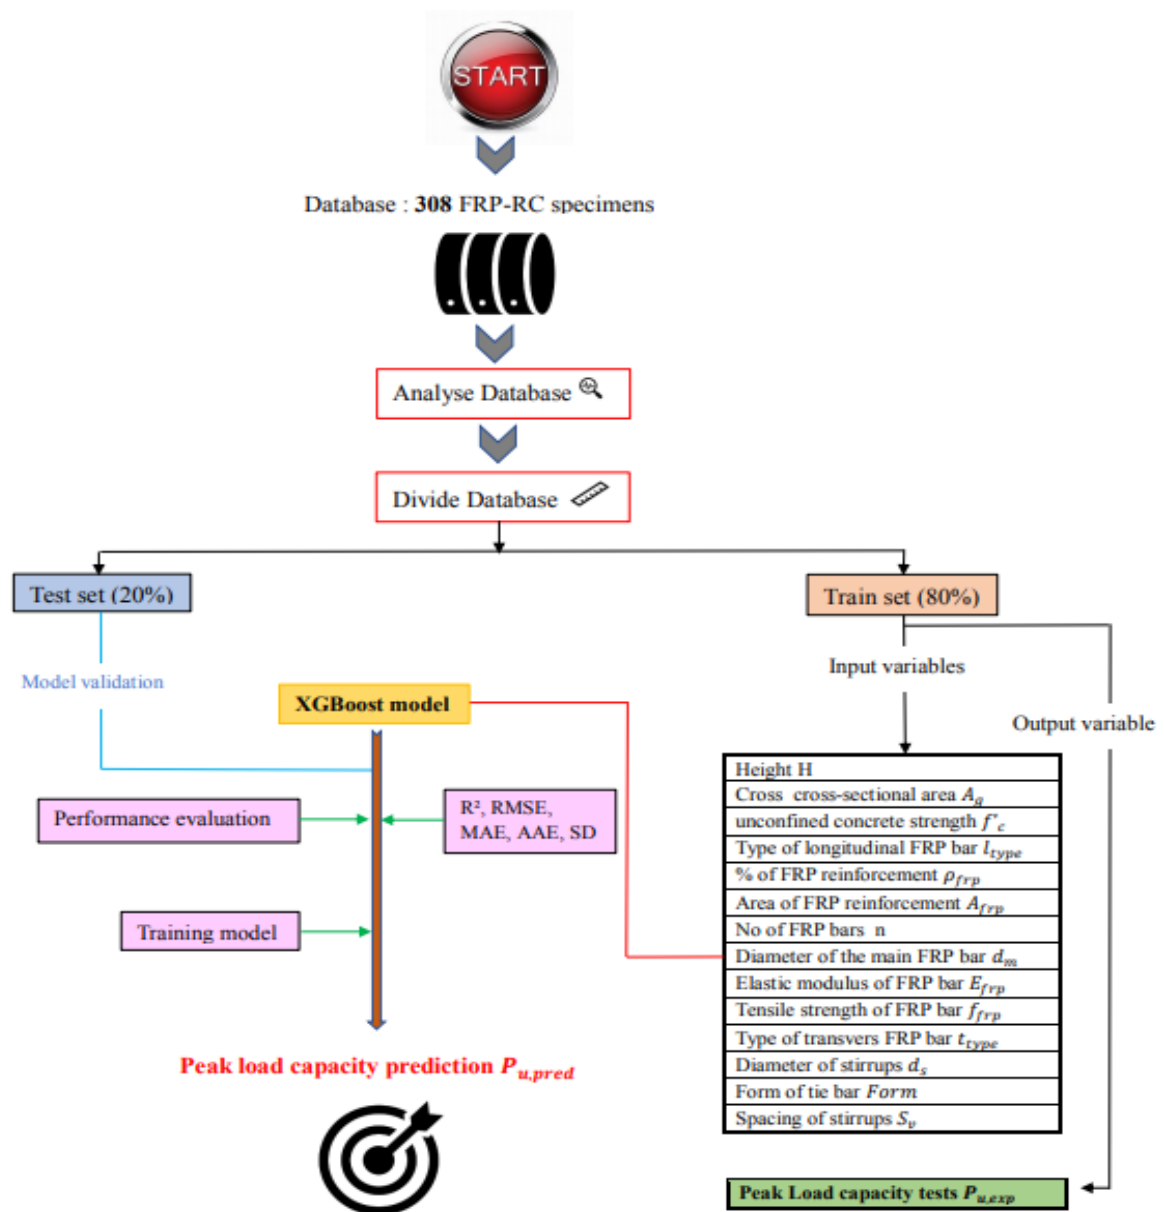 START
Database : 308 FRP-RC specimens
Analyse Database
Divide Database
Test set (20%)
Train set (80%)
Model validation
Input variables
XGBoost model
Output variable
Height H
Cross cross-sectional area A_g
unconfined concrete strength f'_c
Type of longitudinal FRP bar l_type
% of FRP reinforcement ρ_frp
Area of FRP reinforcement A_frp
No of FRP bars n
Diameter of the main FRP bar d_m
Elastic modulus of FRP bar E_frp
Tensile strength of FRP bar f_frp
Type of transvers FRP bar t_type
Diameter of stirrups d_s
Form of tie bar Form
Spacing of stirrups S_v
Performance evaluation
R², RMSE,
MAE, AAE, SD
Training model
Peak load capacity prediction P_u,pred
Peak Load capacity tests P_u,exp